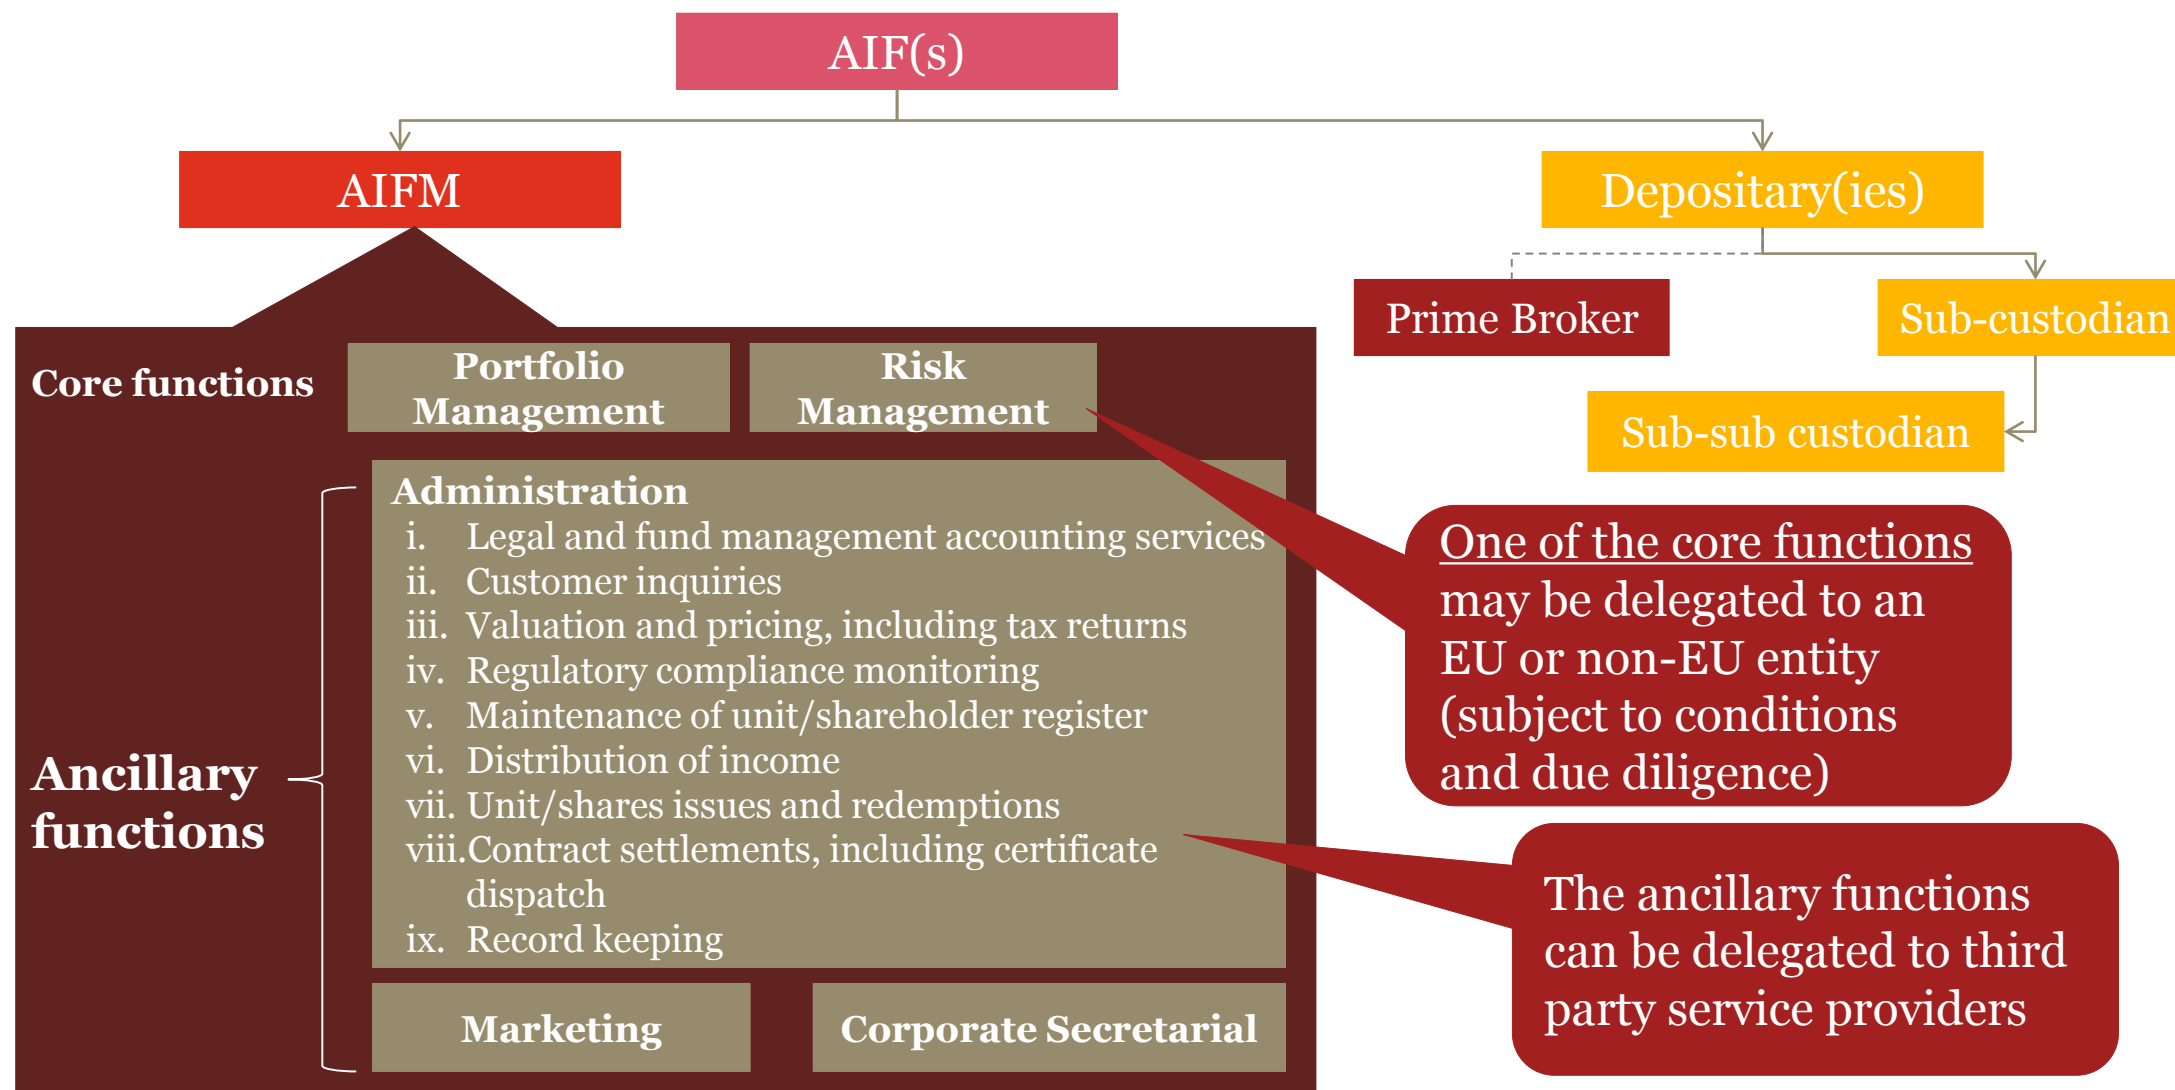 AIF(s)
AIFM
Depositary(ies)
Prime Broker
Sub-custodian
Sub-sub custodian
Core functions
Portfolio
Management
Risk
Management
Ancillary
functions
Administration
i. Legal and fund management accounting services
ii. Customer inquiries
iii. Valuation and pricing, including tax returns
iv. Regulatory compliance monitoring
v. Maintenance of unit/shareholder register
vi. Distribution of income
vii. Unit/shares issues and redemptions
viii.Contract settlements, including certificate
dispatch
ix. Record keeping
Marketing
Corporate Secretarial
One of the core functions
may be delegated to an
EU or non-EU entity
(subject to conditions
and due diligence)
The ancillary functions
can be delegated to third
party service providers